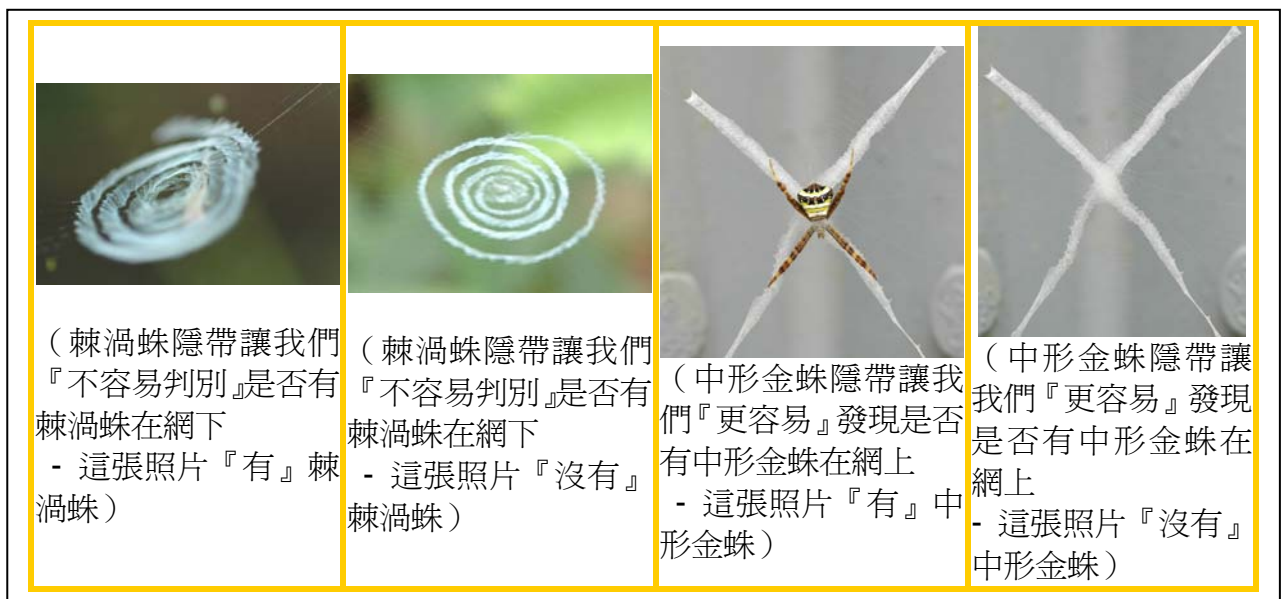 （棘渦蛛隱帶讓我們
『不容易判別』是否有
棘渦蛛在網下
- 這張照片『有』棘
渦蛛）
（棘渦蛛隱帶讓我們
『不容易判別』是否有
棘渦蛛在網下
- 這張照片『沒有』
棘渦蛛）
（中形金蛛隱帶讓我
們『更容易』發現是否
有中形金蛛在網上
- 這張照片『有』中
形金蛛）
（中形金蛛隱帶讓
我們『更容易』發現
是否有中形金蛛在
網上
- 這張照片『沒有』
中形金蛛）